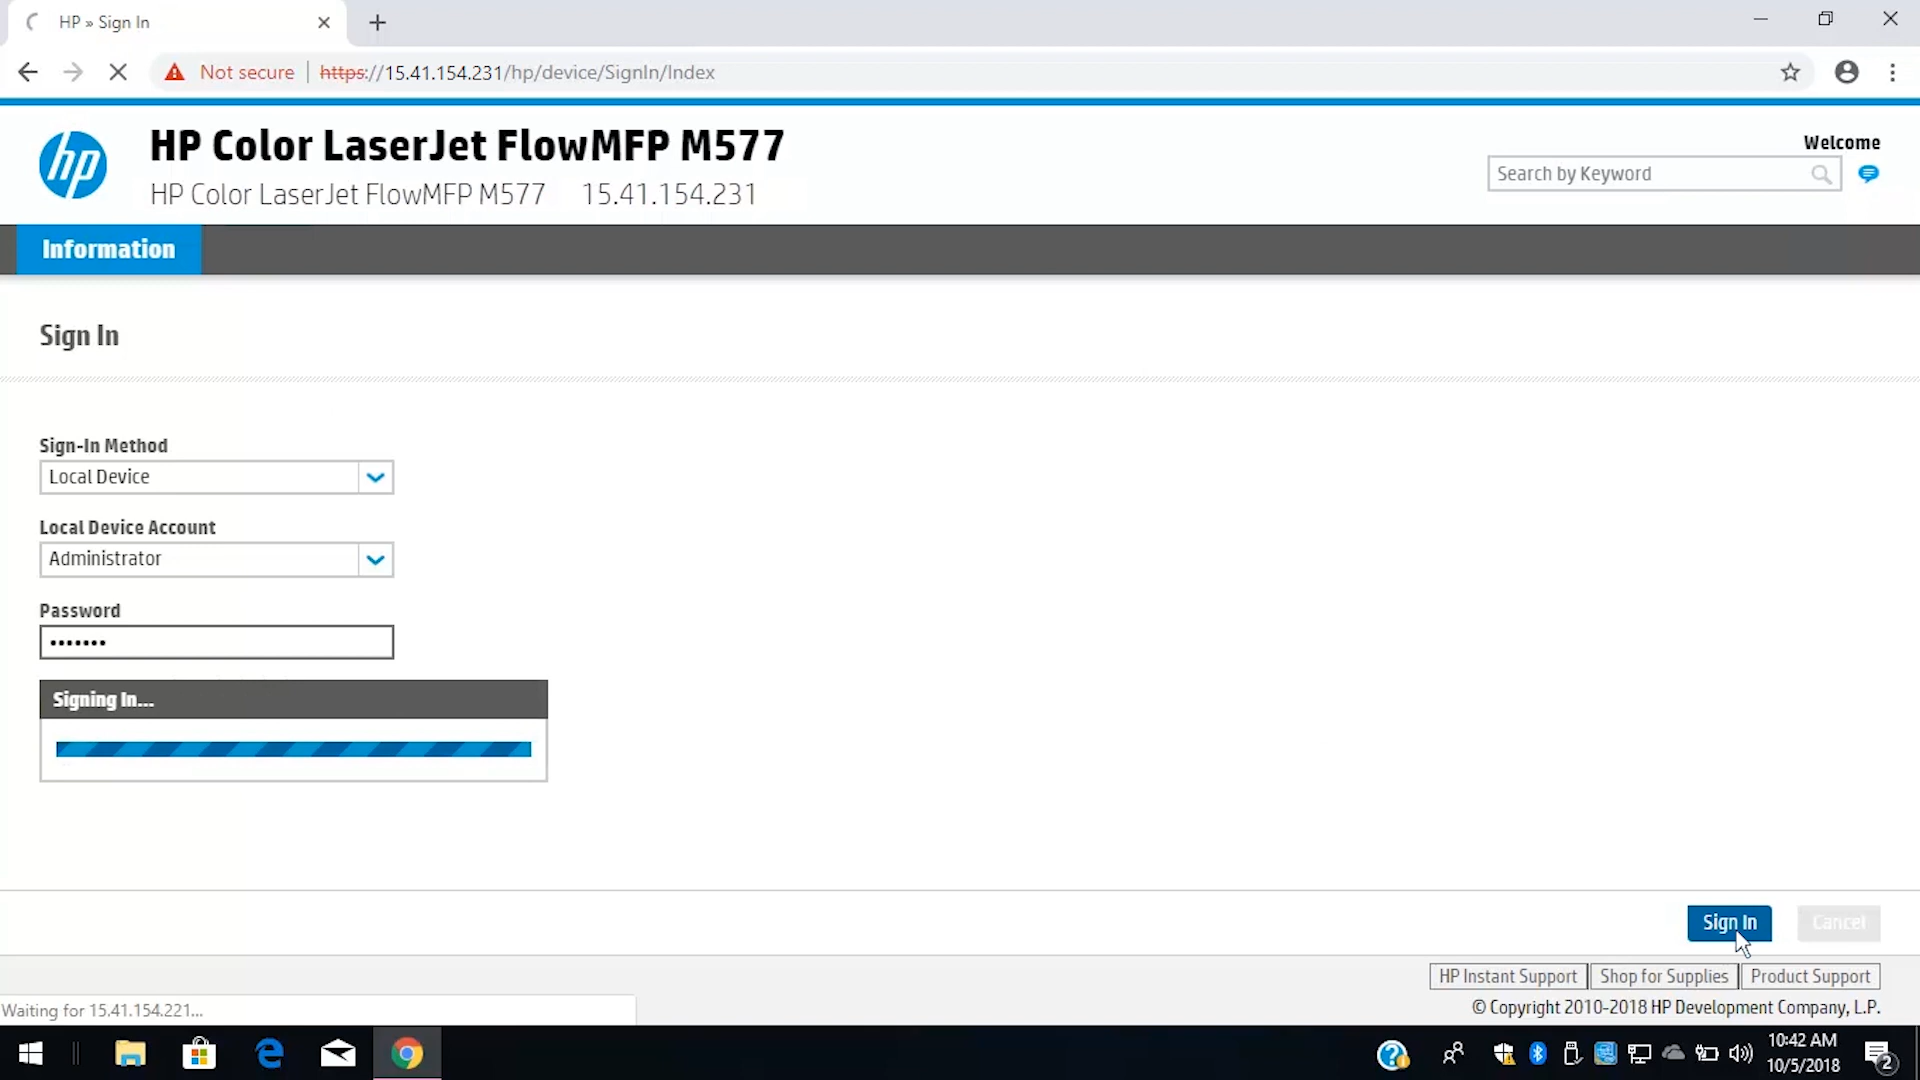 HP » Sign In
Not secure
https://15.41.154.231/hp/device/SignIn/Index
hp
HP Color LaserJet FlowMFP M577
HP Color LaserJet FlowMFP M577 15.41.154.231
Welcome
Search by Keyword
Information
Sign In
Sign-In Method
Local Device
Local Device Account
Administrator
Password
•••••••
Signing In...
Sign In
Cancel
HP Instant Support
Shop for Supplies
Product Support
© Copyright 2010-2018 HP Development Company, L.P.
Waiting for 15.41.154.221...
10:42 AM
10/5/2018
2